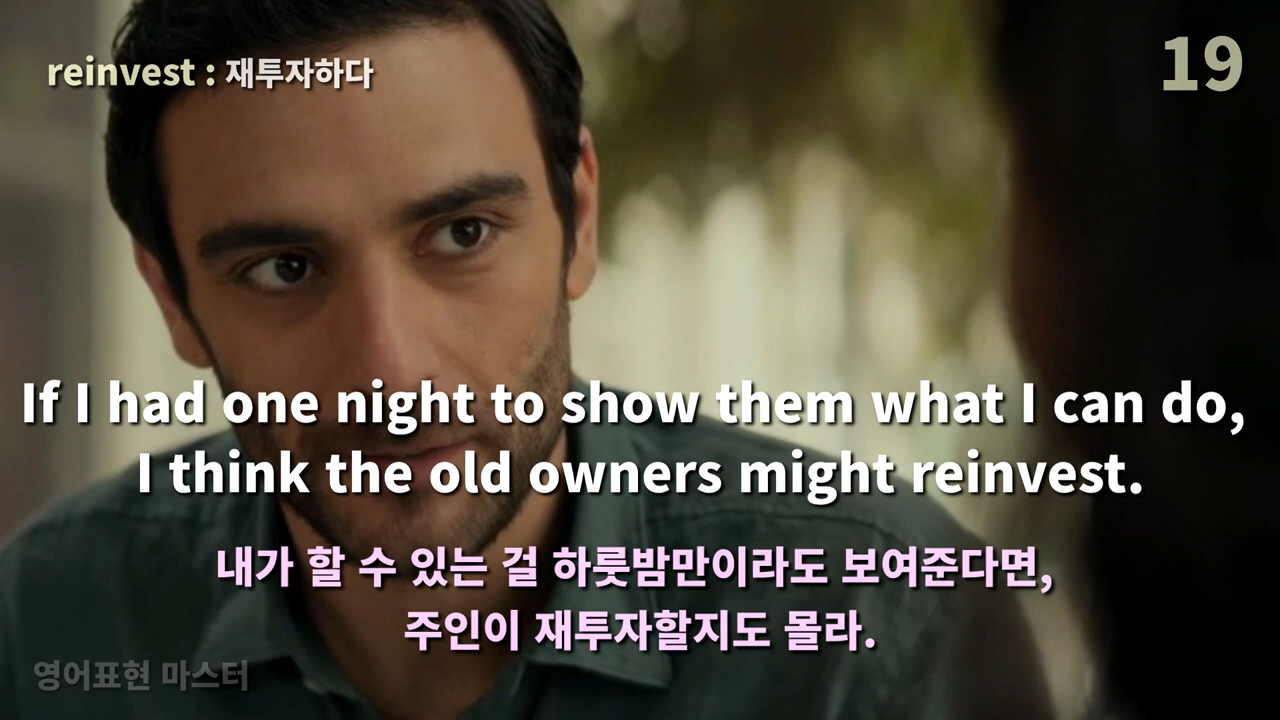 reinvest : 재투자하다
19
If I had one night to show them what I can do,
I think the old owners might reinvest.
내가 할 수 있는 걸 하룻밤만이라도 보여준다면,
주인이 재투자할지도 몰라.
영어표현 마스터